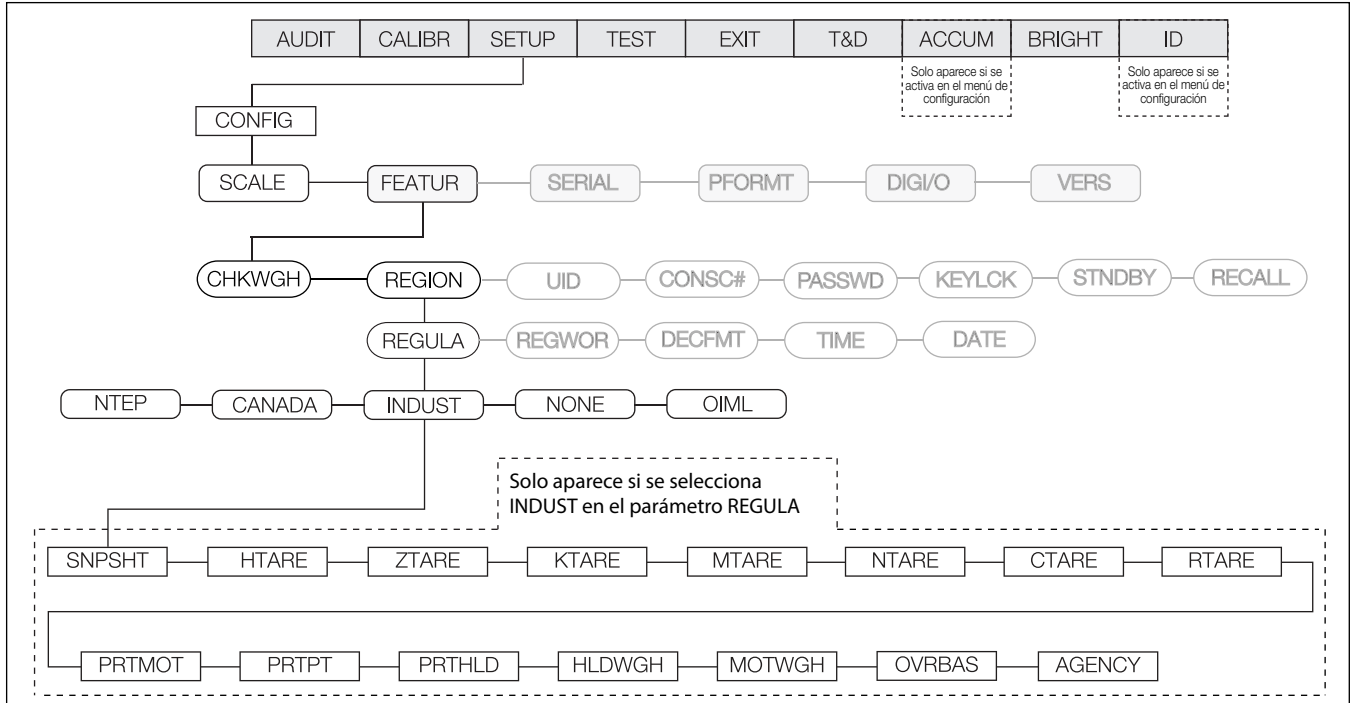 AUDIT CALIBR SETUP TEST EXIT T&D ACCUM BRIGHT ID
Solo aparece si se
activa en el menú de
configuración
Solo aparece si se
activa en el menú de
configuración
CONFIG
SCALE FEATUR SERIAL PFORMT DIGI/O VERS
CHKWGH REGION UID CONSC# PASSWD KEYLCK STNDBY RECALL
REGULA REGWOR DECFMT TIME DATE
NTEP CANADA INDUST NONE OIML
Solo aparece si se selecciona
INDUST en el parámetro REGULA
SNPSHT HTARE ZTARE KTARE MTARE NTARE CTARE RTARE
PRTMOT PRTPT PRTHLD HLDWGH MOTWGH OVRBAS AGENCY